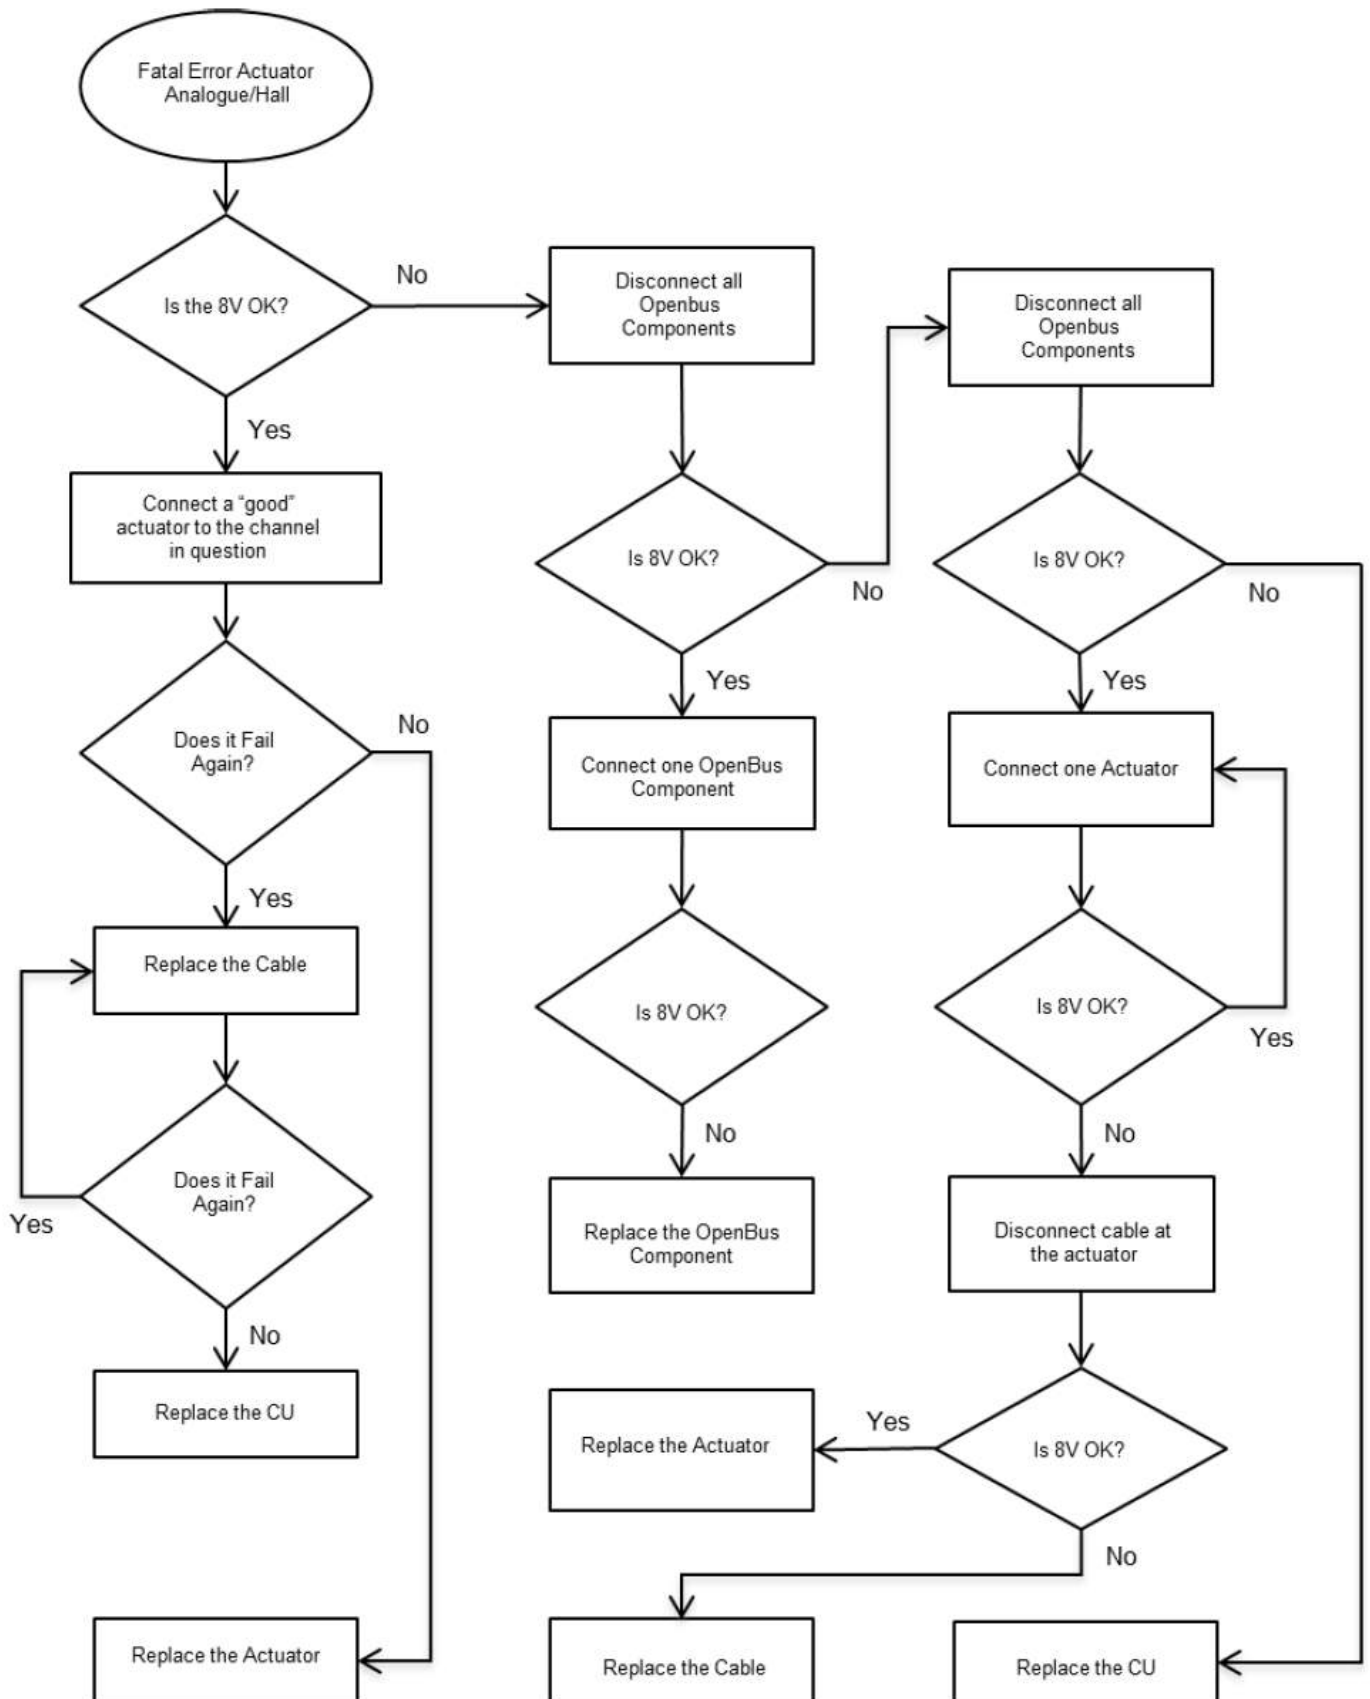 Fatal Error Actuator
Analogue/Hall
Is the 8V OK?
No
Yes
Connect a “good”
actuator to the channel
in question
Does it Fail
Again?
No
Yes
Replace the Cable
Does it Fail
Again?
Yes
No
Replace the CU
Replace the Actuator
Disconnect all
Openbus
Components
Is 8V OK?
No
Yes
Connect one OpenBus
Component
Is 8V OK?
No
Replace the OpenBus
Component
Disconnect all
Openbus
Components
Is 8V OK?
No
Yes
Connect one Actuator
Is 8V OK?
Yes
No
Disconnect cable at
the actuator
Is 8V OK?
Yes
Replace the Actuator
No
Replace the Cable
Replace the CU